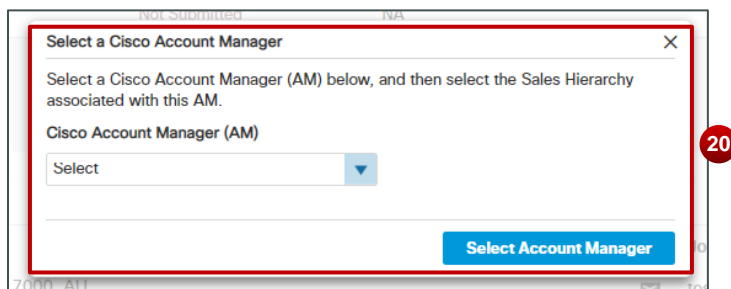 Not Submitted NA
Select a Cisco Account Manager
Select a Cisco Account Manager (AM) below, and then select the Sales Hierarchy
associated with this AM.
Cisco Account Manager (AM)
20
Select
Select Account Manager
7000, AU